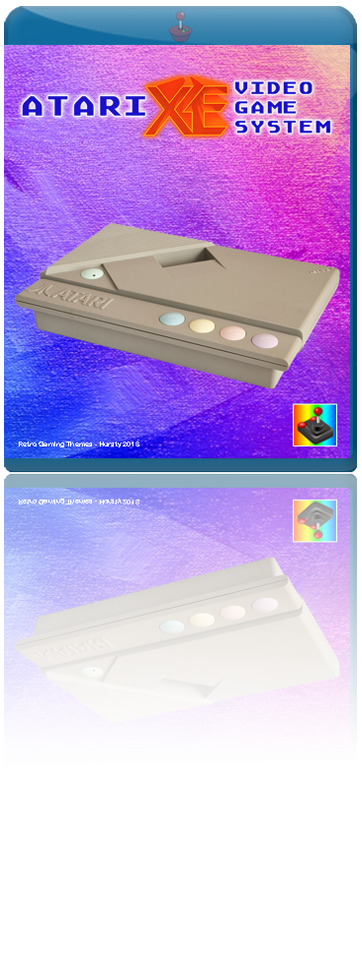 ATARI XE VIDEO
GAME
SYSTEM
ATARI
Retro Gaming Themes - Hursty 2016